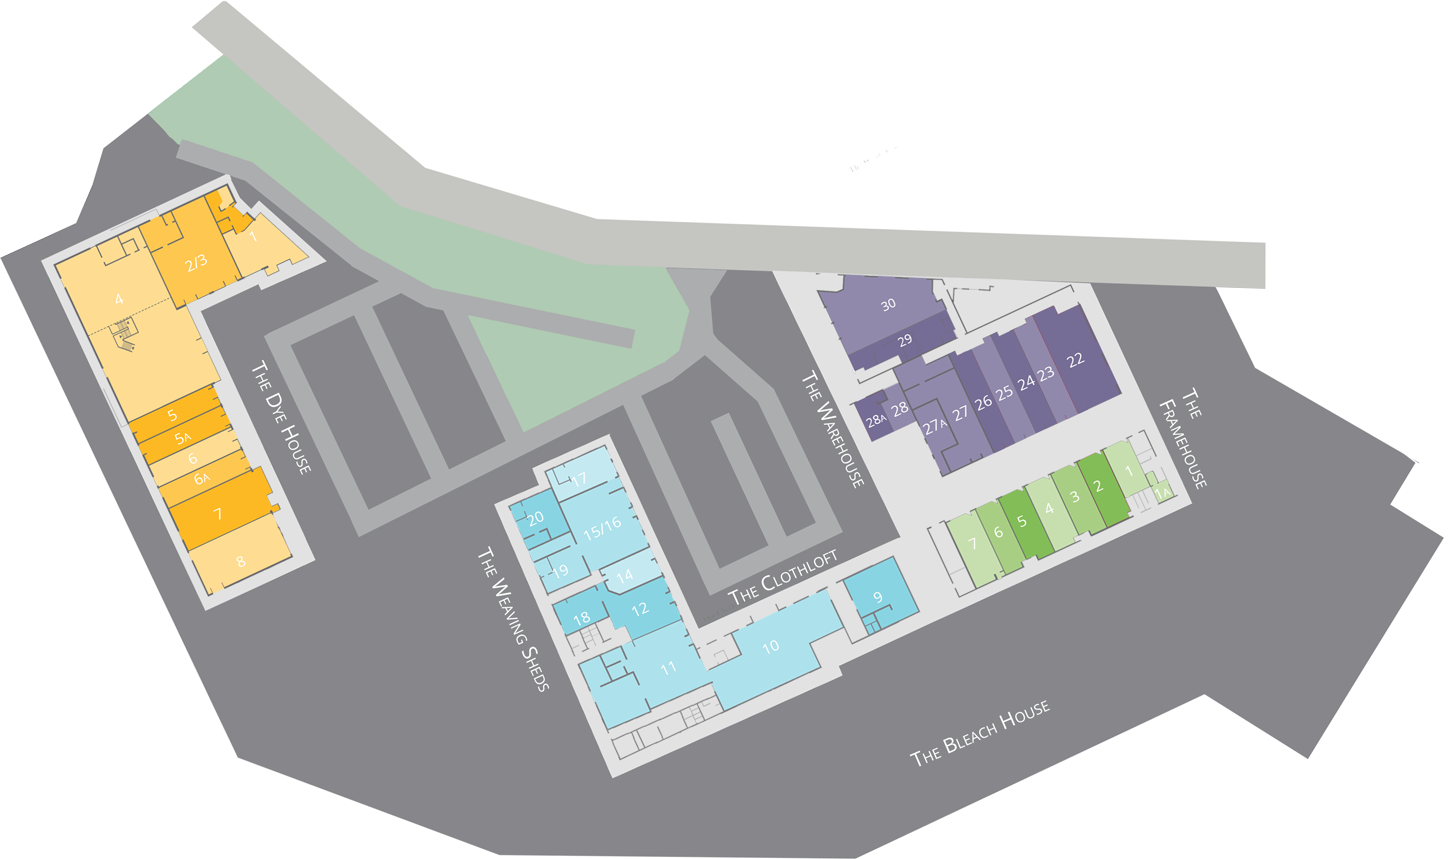 1
2/3
4
5
5A
6
6A
7
8
THE DYE HOUSE
17
20
15/16
19
14
18
12
11
10
9
THE WEAVING SHEDS
THE CLOTHLOFT
30
29
28A
28
27A
27
26
25
24
23
22
THE WAREHOUSE
THE
FRAMEHOUSE
7
6
5
4
3
2
1
1A
THE BLEACH HOUSE